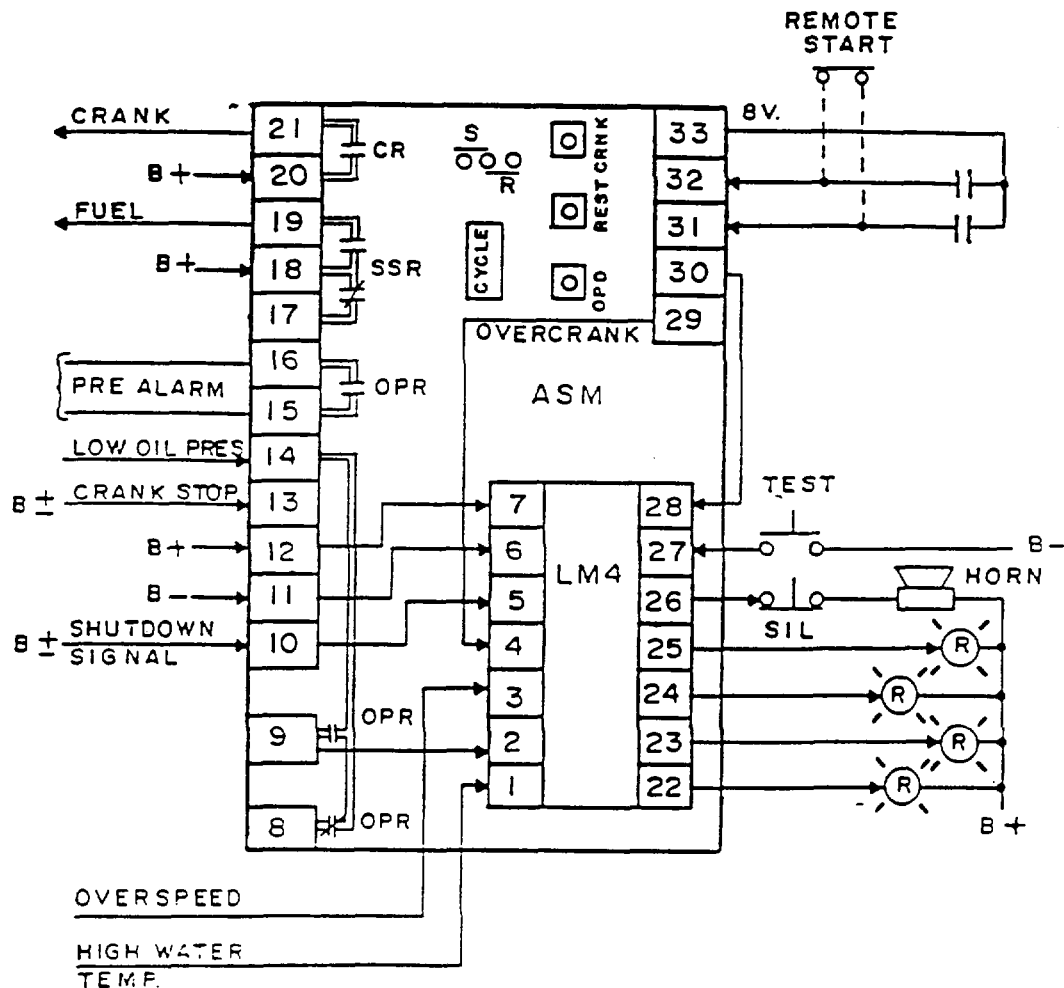 REMOTE
START
CRANK
21
CR
S
R
CRNK
REST
OPD
CYCLE
33
8V.
B+
20
32
FUEL
19
31
B+
18
SSR
30
17
29
OVERCRANK
16
PRE ALARM
OPR
ASM
15
LOW OIL PRES
14
B ± CRANK STOP
13
7
28
TEST
B+
12
6
LM4
27
B-
B-
11
5
26
SIL
HORN
B ± SHUTDOWN
SIGNAL
10
4
25
R
3
24
R
9
OPR
2
23
R
8
OPR
1
22
R
B+
OVERSPEED
HIGH WATER
TEMP.